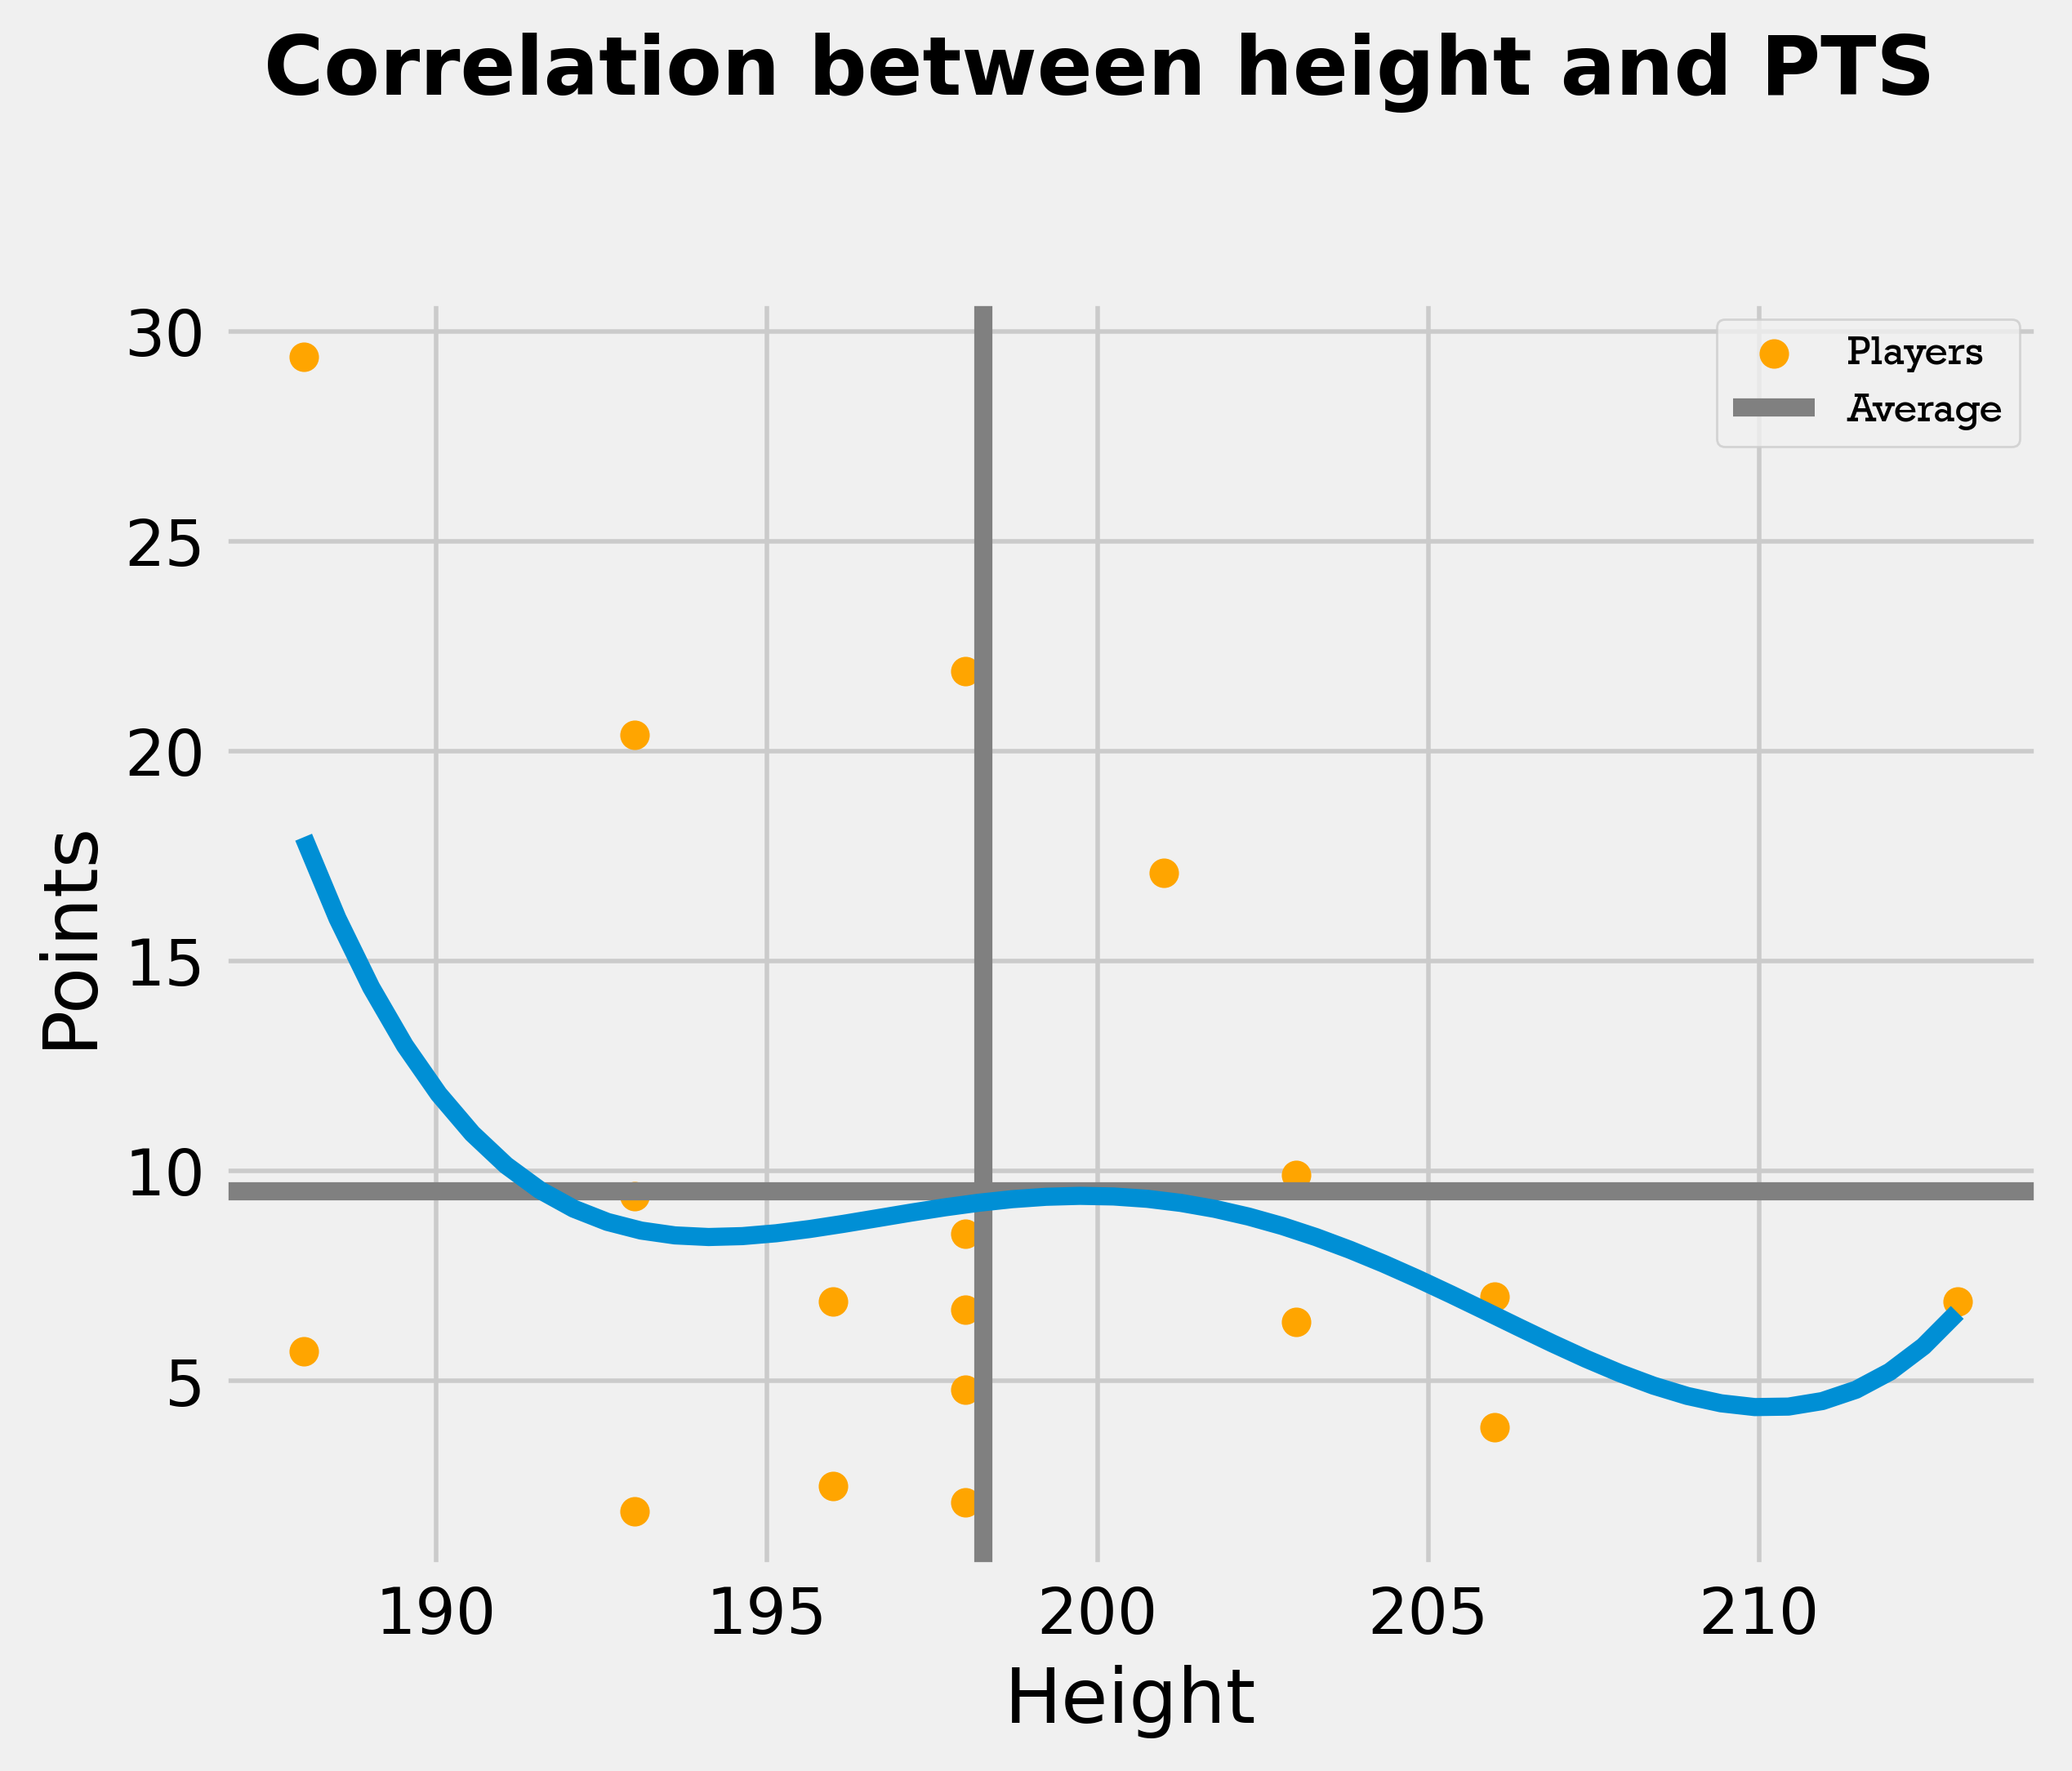 Correlation between height and PTS
Players
Average
30
25
20
15
10
5
Points
190 195 200 205 210
Height